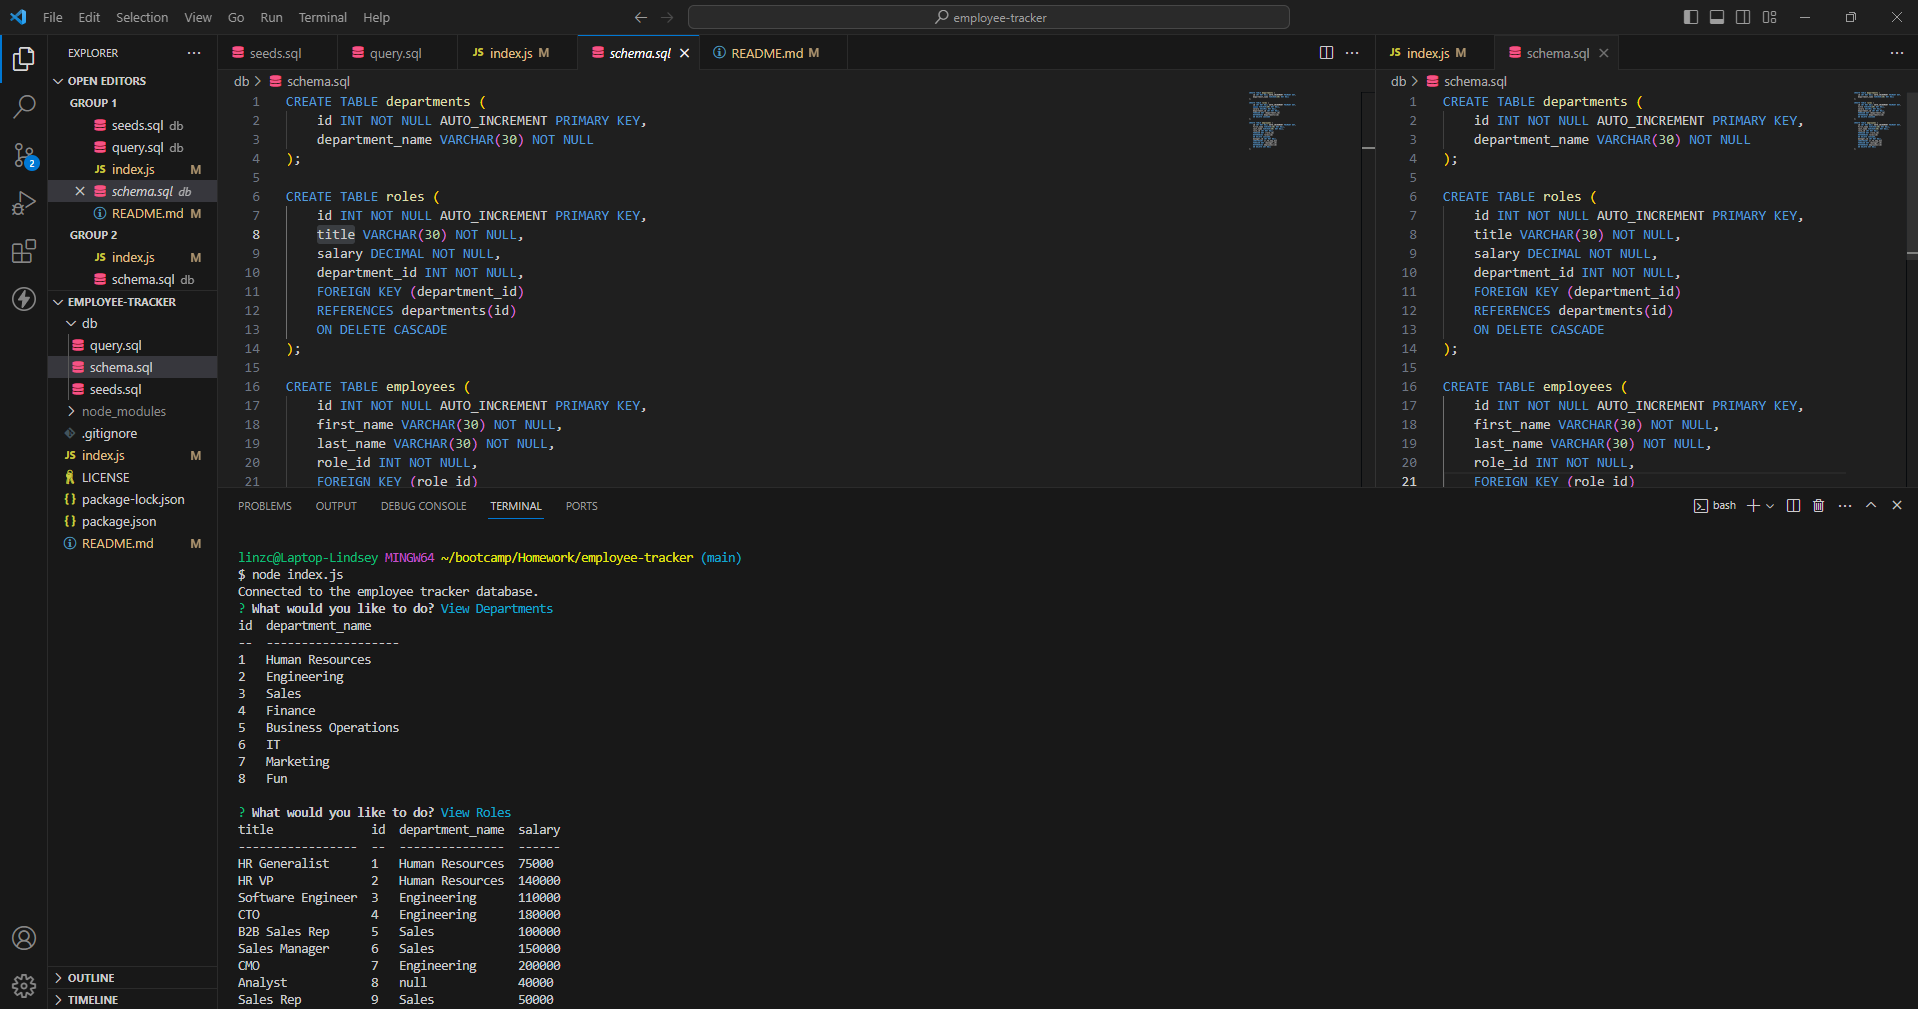 File Edit Selection View Go Run Terminal Help
employee-tracker
EXPLORER
OPEN EDITORS
GROUP 1
seeds.sql db
query.sql db
index.js M
schema.sql db
README.md M
GROUP 2
index.js M
schema.sql db
EMPLOYEE-TRACKER
db
query.sql
schema.sql
seeds.sql
node_modules
.gitignore
index.js M
LICENSE
package-lock.json
package.json
README.md M
OUTLINE
TIMELINE
2
seeds.sql query.sql JS index.js M schema.sql README.md M
db > schema.sql
1 CREATE TABLE departments (
2 id INT NOT NULL AUTO_INCREMENT PRIMARY KEY,
3 department_name VARCHAR(30) NOT NULL
4 );
5
6 CREATE TABLE roles (
7 id INT NOT NULL AUTO_INCREMENT PRIMARY KEY,
8 title VARCHAR(30) NOT NULL,
9 salary DECIMAL NOT NULL,
10 department_id INT NOT NULL,
11 FOREIGN KEY (department_id)
12 REFERENCES departments(id)
13 ON DELETE CASCADE
14 );
15
16 CREATE TABLE employees (
17 id INT NOT NULL AUTO_INCREMENT PRIMARY KEY,
18 first_name VARCHAR(30) NOT NULL,
19 last_name VARCHAR(30) NOT NULL,
20 role_id INT NOT NULL,
21 FOREIGN KEY (role_id)
JS index.js M schema.sql
db > schema.sql
1 CREATE TABLE departments (
2 id INT NOT NULL AUTO_INCREMENT PRIMARY KEY,
3 department_name VARCHAR(30) NOT NULL
4 );
5
6 CREATE TABLE roles (
7 id INT NOT NULL AUTO_INCREMENT PRIMARY KEY,
8 title VARCHAR(30) NOT NULL,
9 salary DECIMAL NOT NULL,
10 department_id INT NOT NULL,
11 FOREIGN KEY (department_id)
12 REFERENCES departments(id)
13 ON DELETE CASCADE
14 );
15
16 CREATE TABLE employees (
17 id INT NOT NULL AUTO_INCREMENT PRIMARY KEY,
18 first_name VARCHAR(30) NOT NULL,
19 last_name VARCHAR(30) NOT NULL,
20 role_id INT NOT NULL,
21 FOREIGN KEY (role_id)
PROBLEMS OUTPUT DEBUG CONSOLE TERMINAL PORTS
bash
linzc@Laptop-Lindsey MINGW64 ~/bootcamp/Homework/employee-tracker (main)
$ node index.js
Connected to the employee tracker database.
? What would you like to do? View Departments
id department_name
-- -------------------
1 Human Resources
2 Engineering
3 Sales
4 Finance
5 Business Operations
6 IT
7 Marketing
8 Fun
? What would you like to do? View Roles
title id department_name salary
----------------- -- --------------- ------
HR Generalist 1 Human Resources 75000
HR VP 2 Human Resources 140000
Software Engineer 3 Engineering 110000
CTO 4 Engineering 180000
B2B Sales Rep 5 Sales 100000
Sales Manager 6 Sales 150000
CMO 7 Engineering 200000
Analyst 8 null 40000
Sales Rep 9 Sales 50000